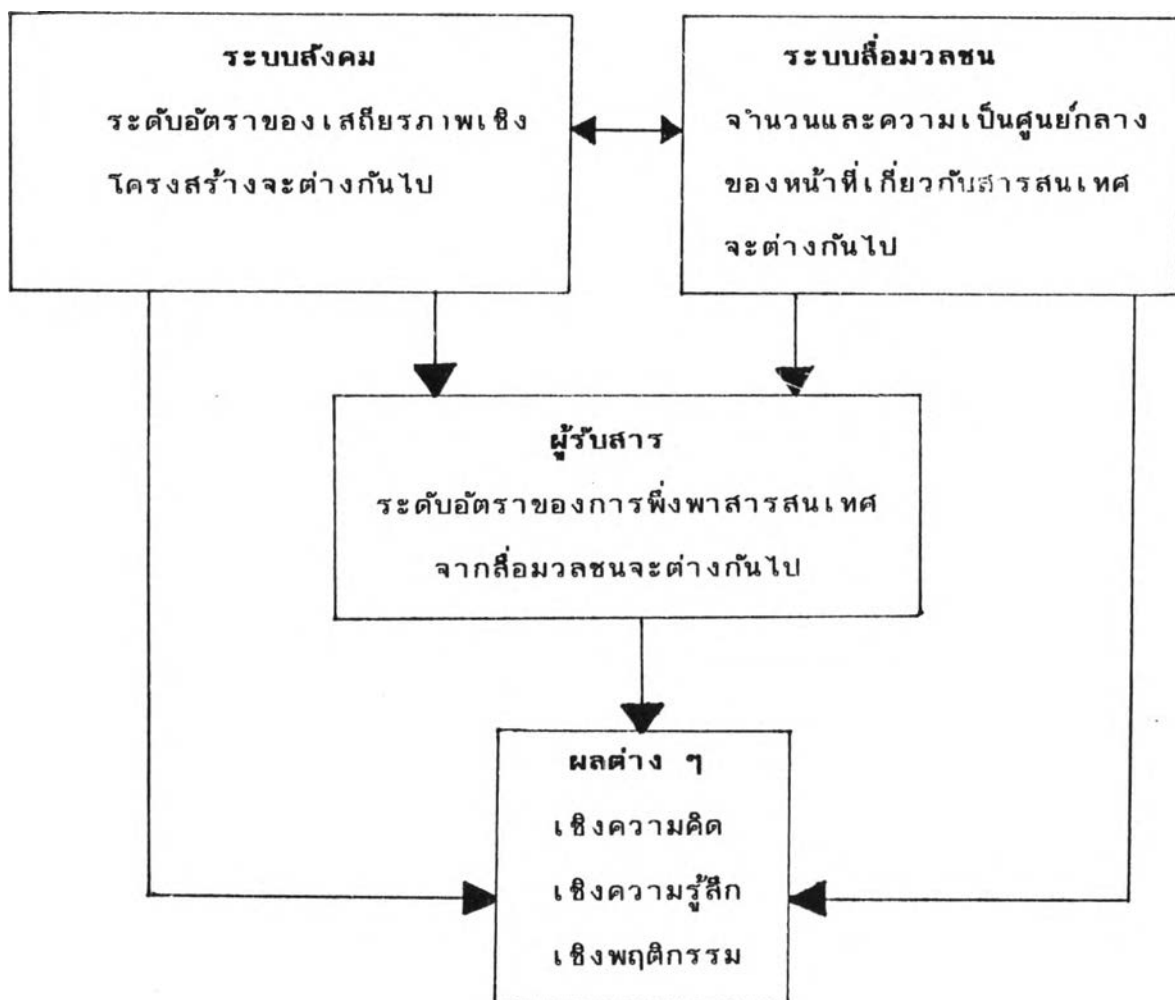 ระบบสังคม
ระดับอัตราของเสถียรภาพเชิง
โครงสร้างจะต่างกันไป
ระบบสื่อมวลชน
จำนวนและความเป็นศูนย์กลาง
ของหน้าที่เกี่ยวกับสารสนเทศ
จะต่างกันไป
ผู้รับสาร
ระดับอัตราของการพึ่งพาสารสนเทศ
จากสื่อมวลชนจะต่างกันไป
ผลต่าง ๆ
เชิงความคิด
เชิงความรู้สึก
เชิงพฤติกรรม